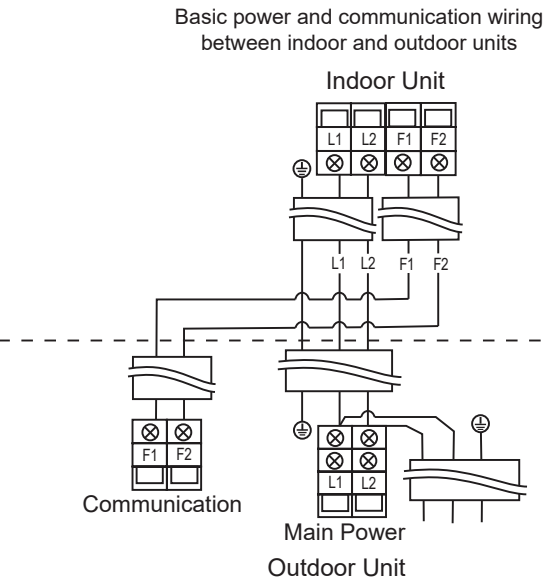 Basic power and communication wiring
between indoor and outdoor units
Indoor Unit
L1 L2 F1 F2
L1 L2 F1 F2
F1 F2
L1 L2
Communication
Main Power
Outdoor Unit